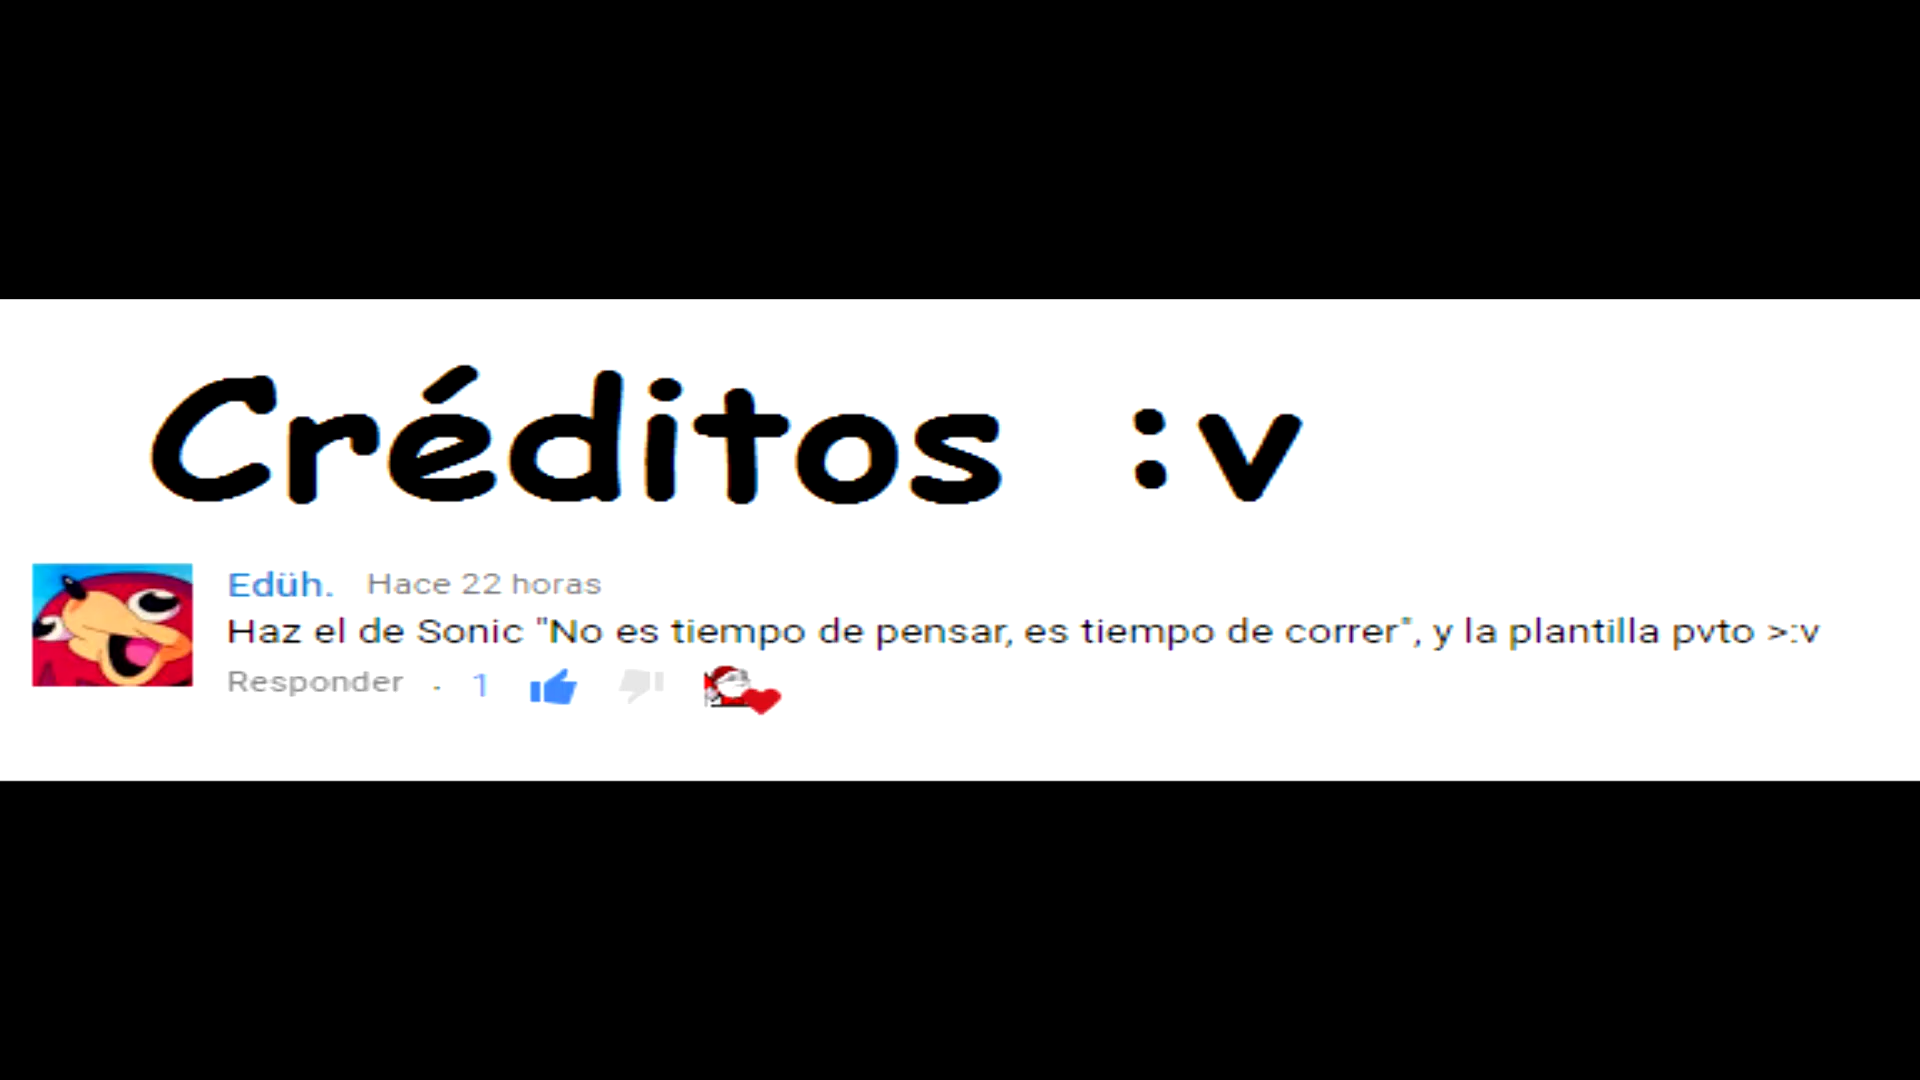 Créditos :v
Edüh. Hace 22 horas
Haz el de Sonic "No es tiempo de pensar, es tiempo de correr", y la plantilla pvto >:v
Responder . 1